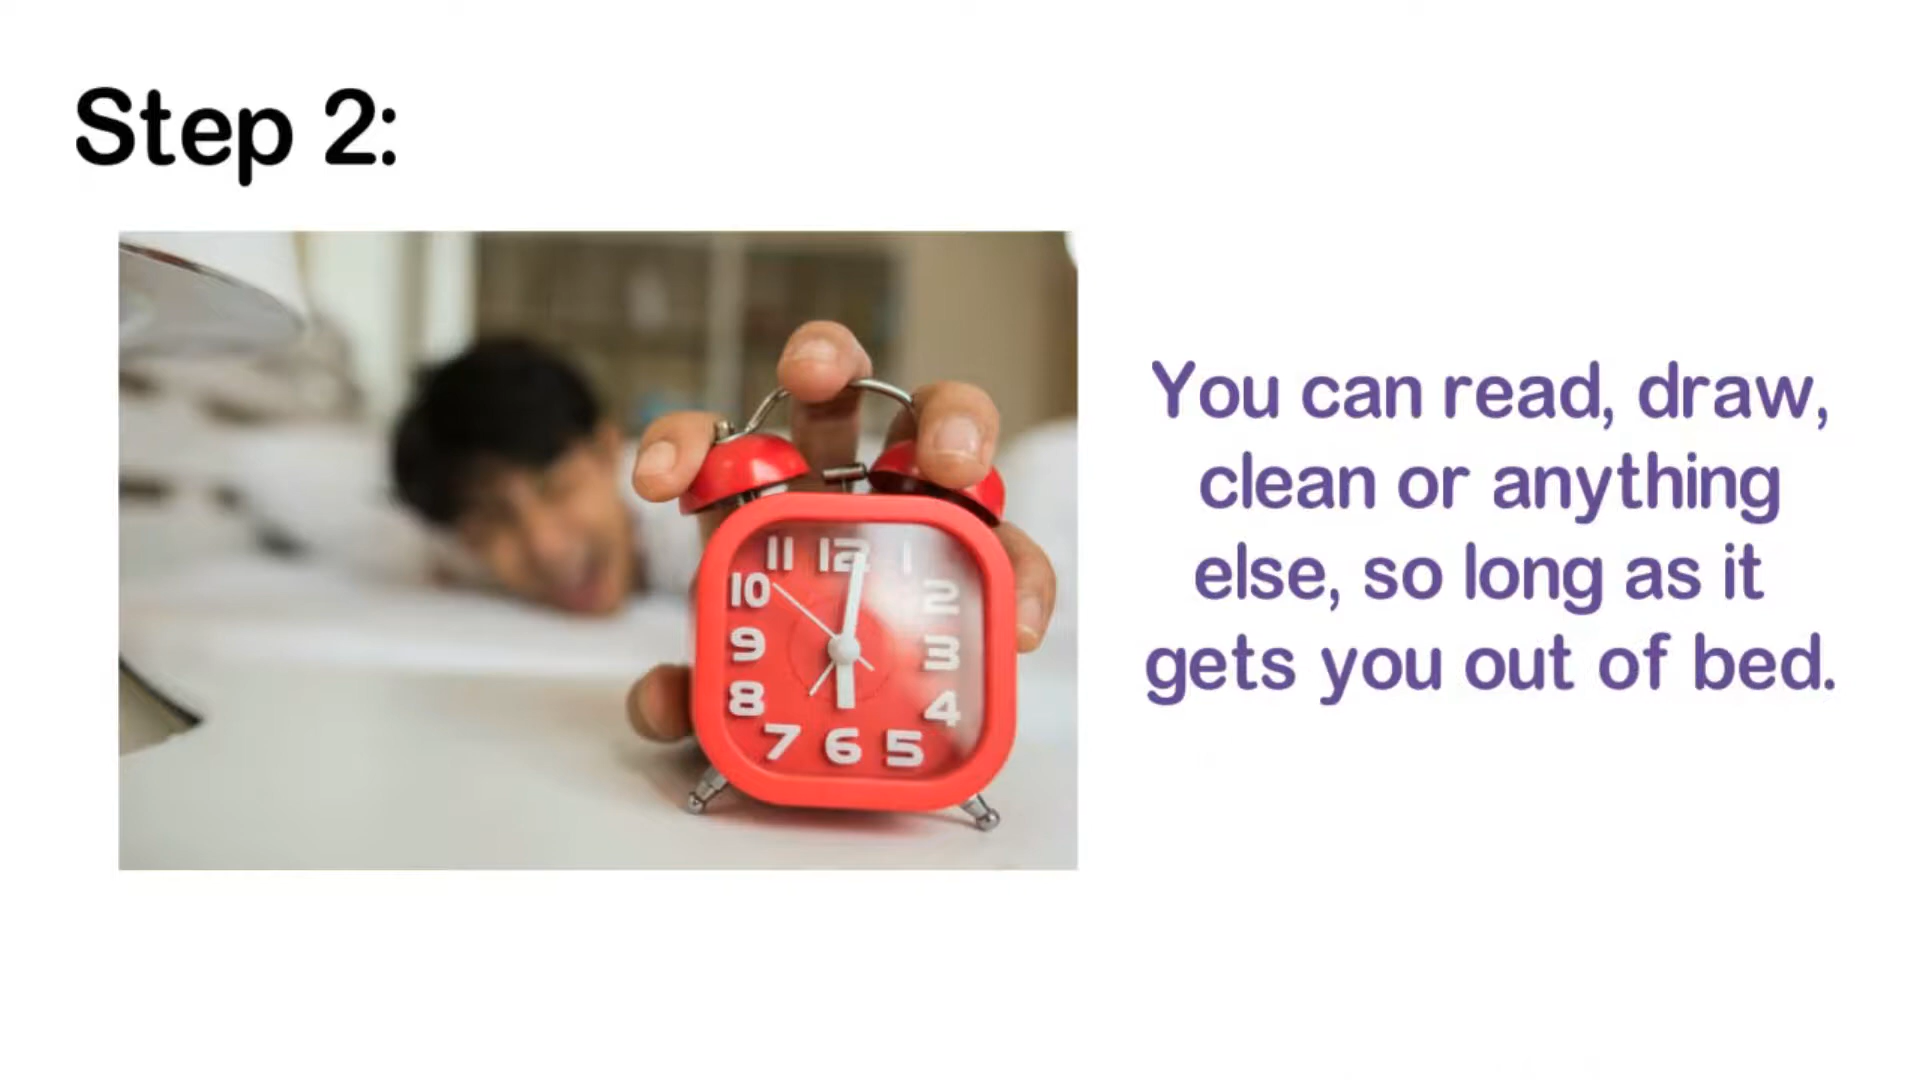 Step 2:
You can read, draw,
clean or anything
else, so long as it
gets you out of bed.
11 12 1
10 2
9 3
8 4
7 6 5